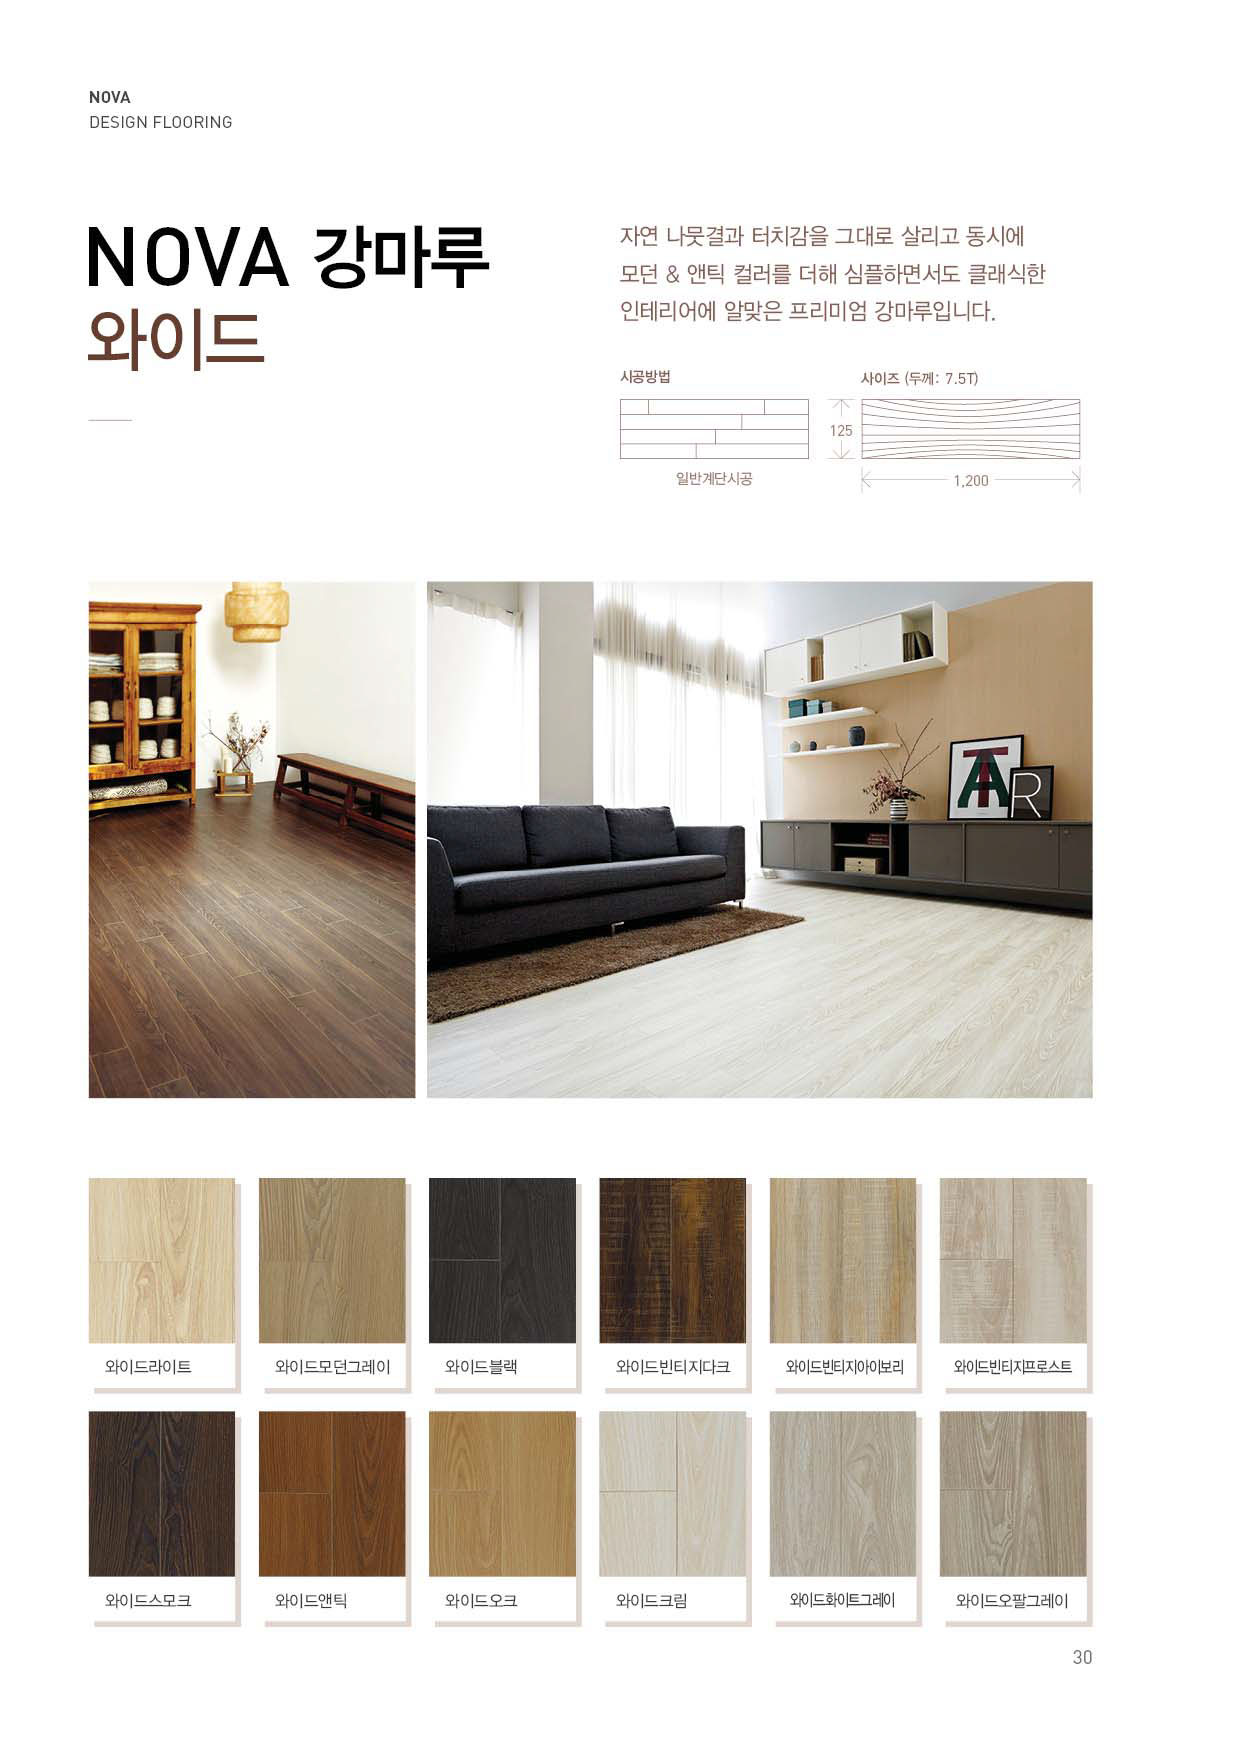 NOVA
DESIGN FLOORING
NOVA 강마루
와이드
자연 나뭇결과 터치감을 그대로 살리고 동시에
모던 & 앤틱 컬러를 더해 심플하면서도 클래식한
인테리어에 알맞은 프리미엄 강마루입니다.
시공방법
일반계단시공
사이즈 (두께: 7.5T)
125
1,200
TAR
와이드라이트
와이드모던그레이
와이드블랙
와이드빈티지다크
와이드빈티지아이보리
와이드빈티지프로스트
와이드스모크
와이드앤틱
와이드오크
와이드크림
와이드화이트그레이
와이드오팔그레이
30